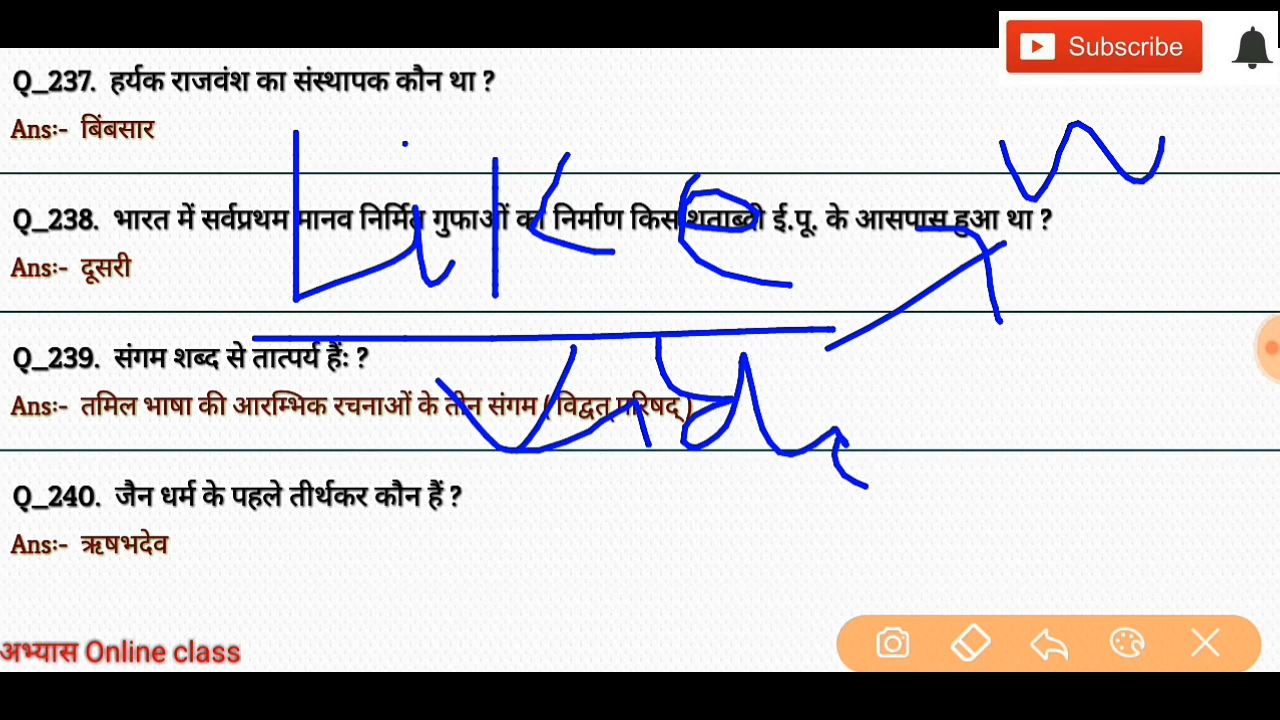 Subscribe
Q_237. हर्यक राजवंश का संस्थापक कौन था ?
Ans:- बिंबसार
Like
Q_238. भारत में सर्वप्रथम मानव निर्मित गुफाओं का निर्माण किस शताब्दी ई.पू. के आसपास हुआ था ?
Ans:- दूसरी
Q_239. संगम शब्द से तात्पर्य हैंः ?
Ans:- तमिल भाषा की आरम्भिक रचनाओं के तीन संगम ( विद्वत् परिषद् )
Q_240. जैन धर्म के पहले तीर्थकर कौन हैं ?
Ans:- ऋषभदेव
अभ्यास Online class